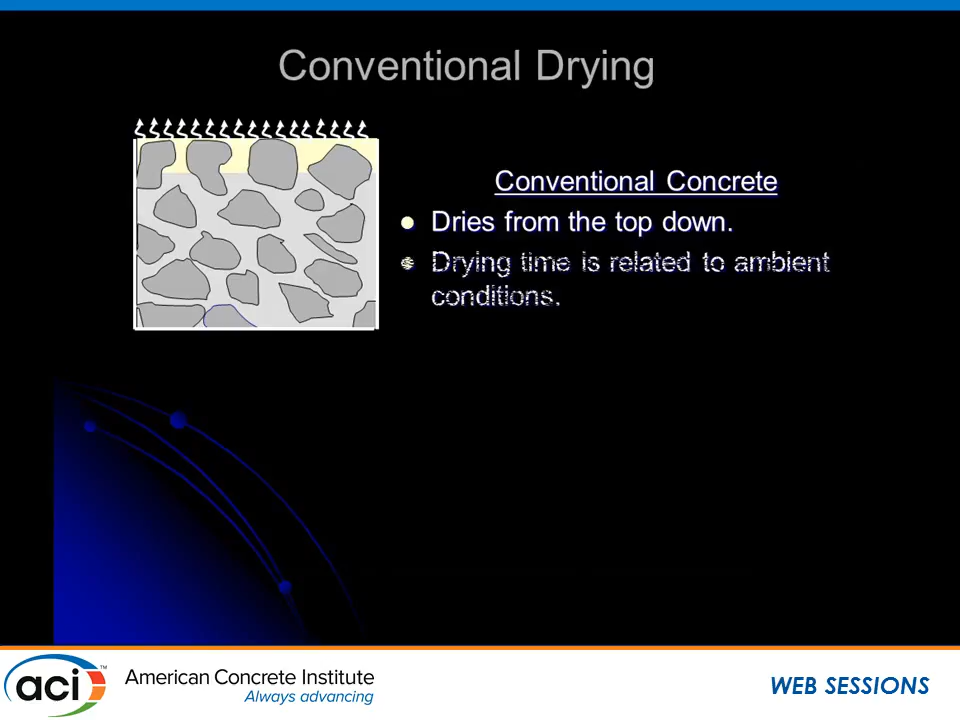 Conventional Drying
Conventional Concrete
Dries from the top down.
Drying time is related to ambient
conditions.
aci™
American Concrete Institute
Always advancing
WEB SESSIONS